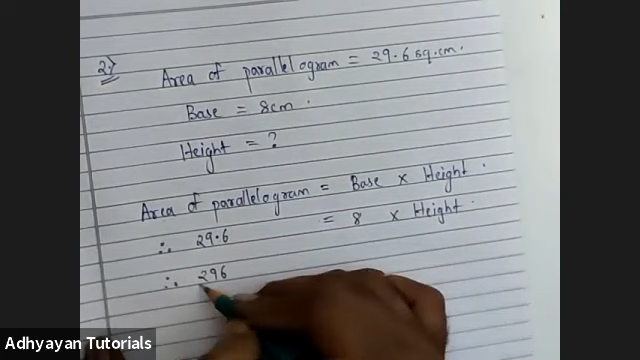 2) Area of parallelogram = 29.6 sq.cm.
Base = 8cm.
Height = ?
Area of parallelogram = Base × Height.
∴ 29.6 = 8 × Height.
∴ 296
Adhyayan Tutorials